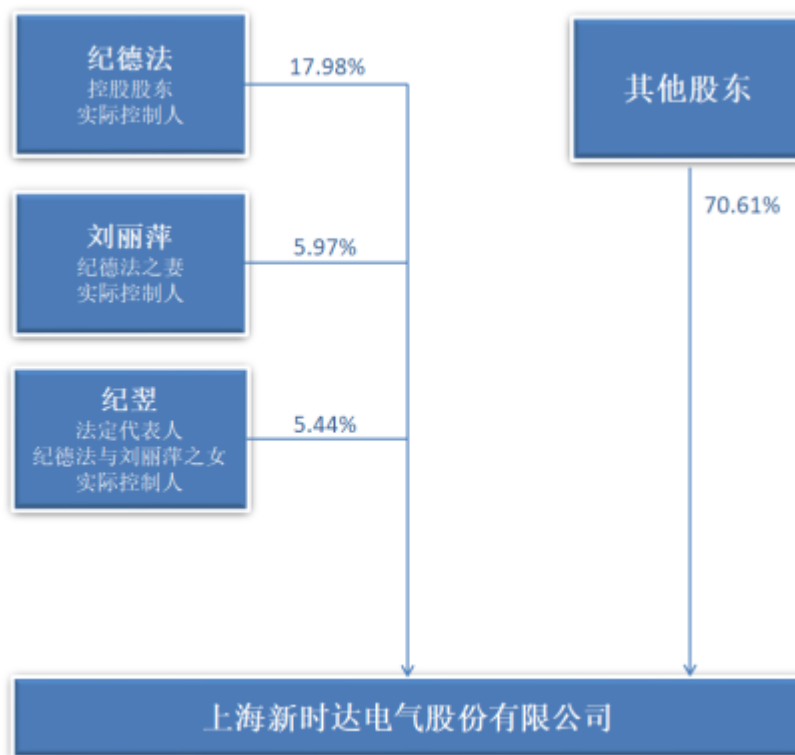 纪德法
控股股东
实际控制人
17.98%
其他股东
70.61%
刘丽萍
纪德法之妻
实际控制人
5.97%
纪翌
法定代表人
纪德法与刘丽萍之女
实际控制人
5.44%
上海新时达电气股份有限公司